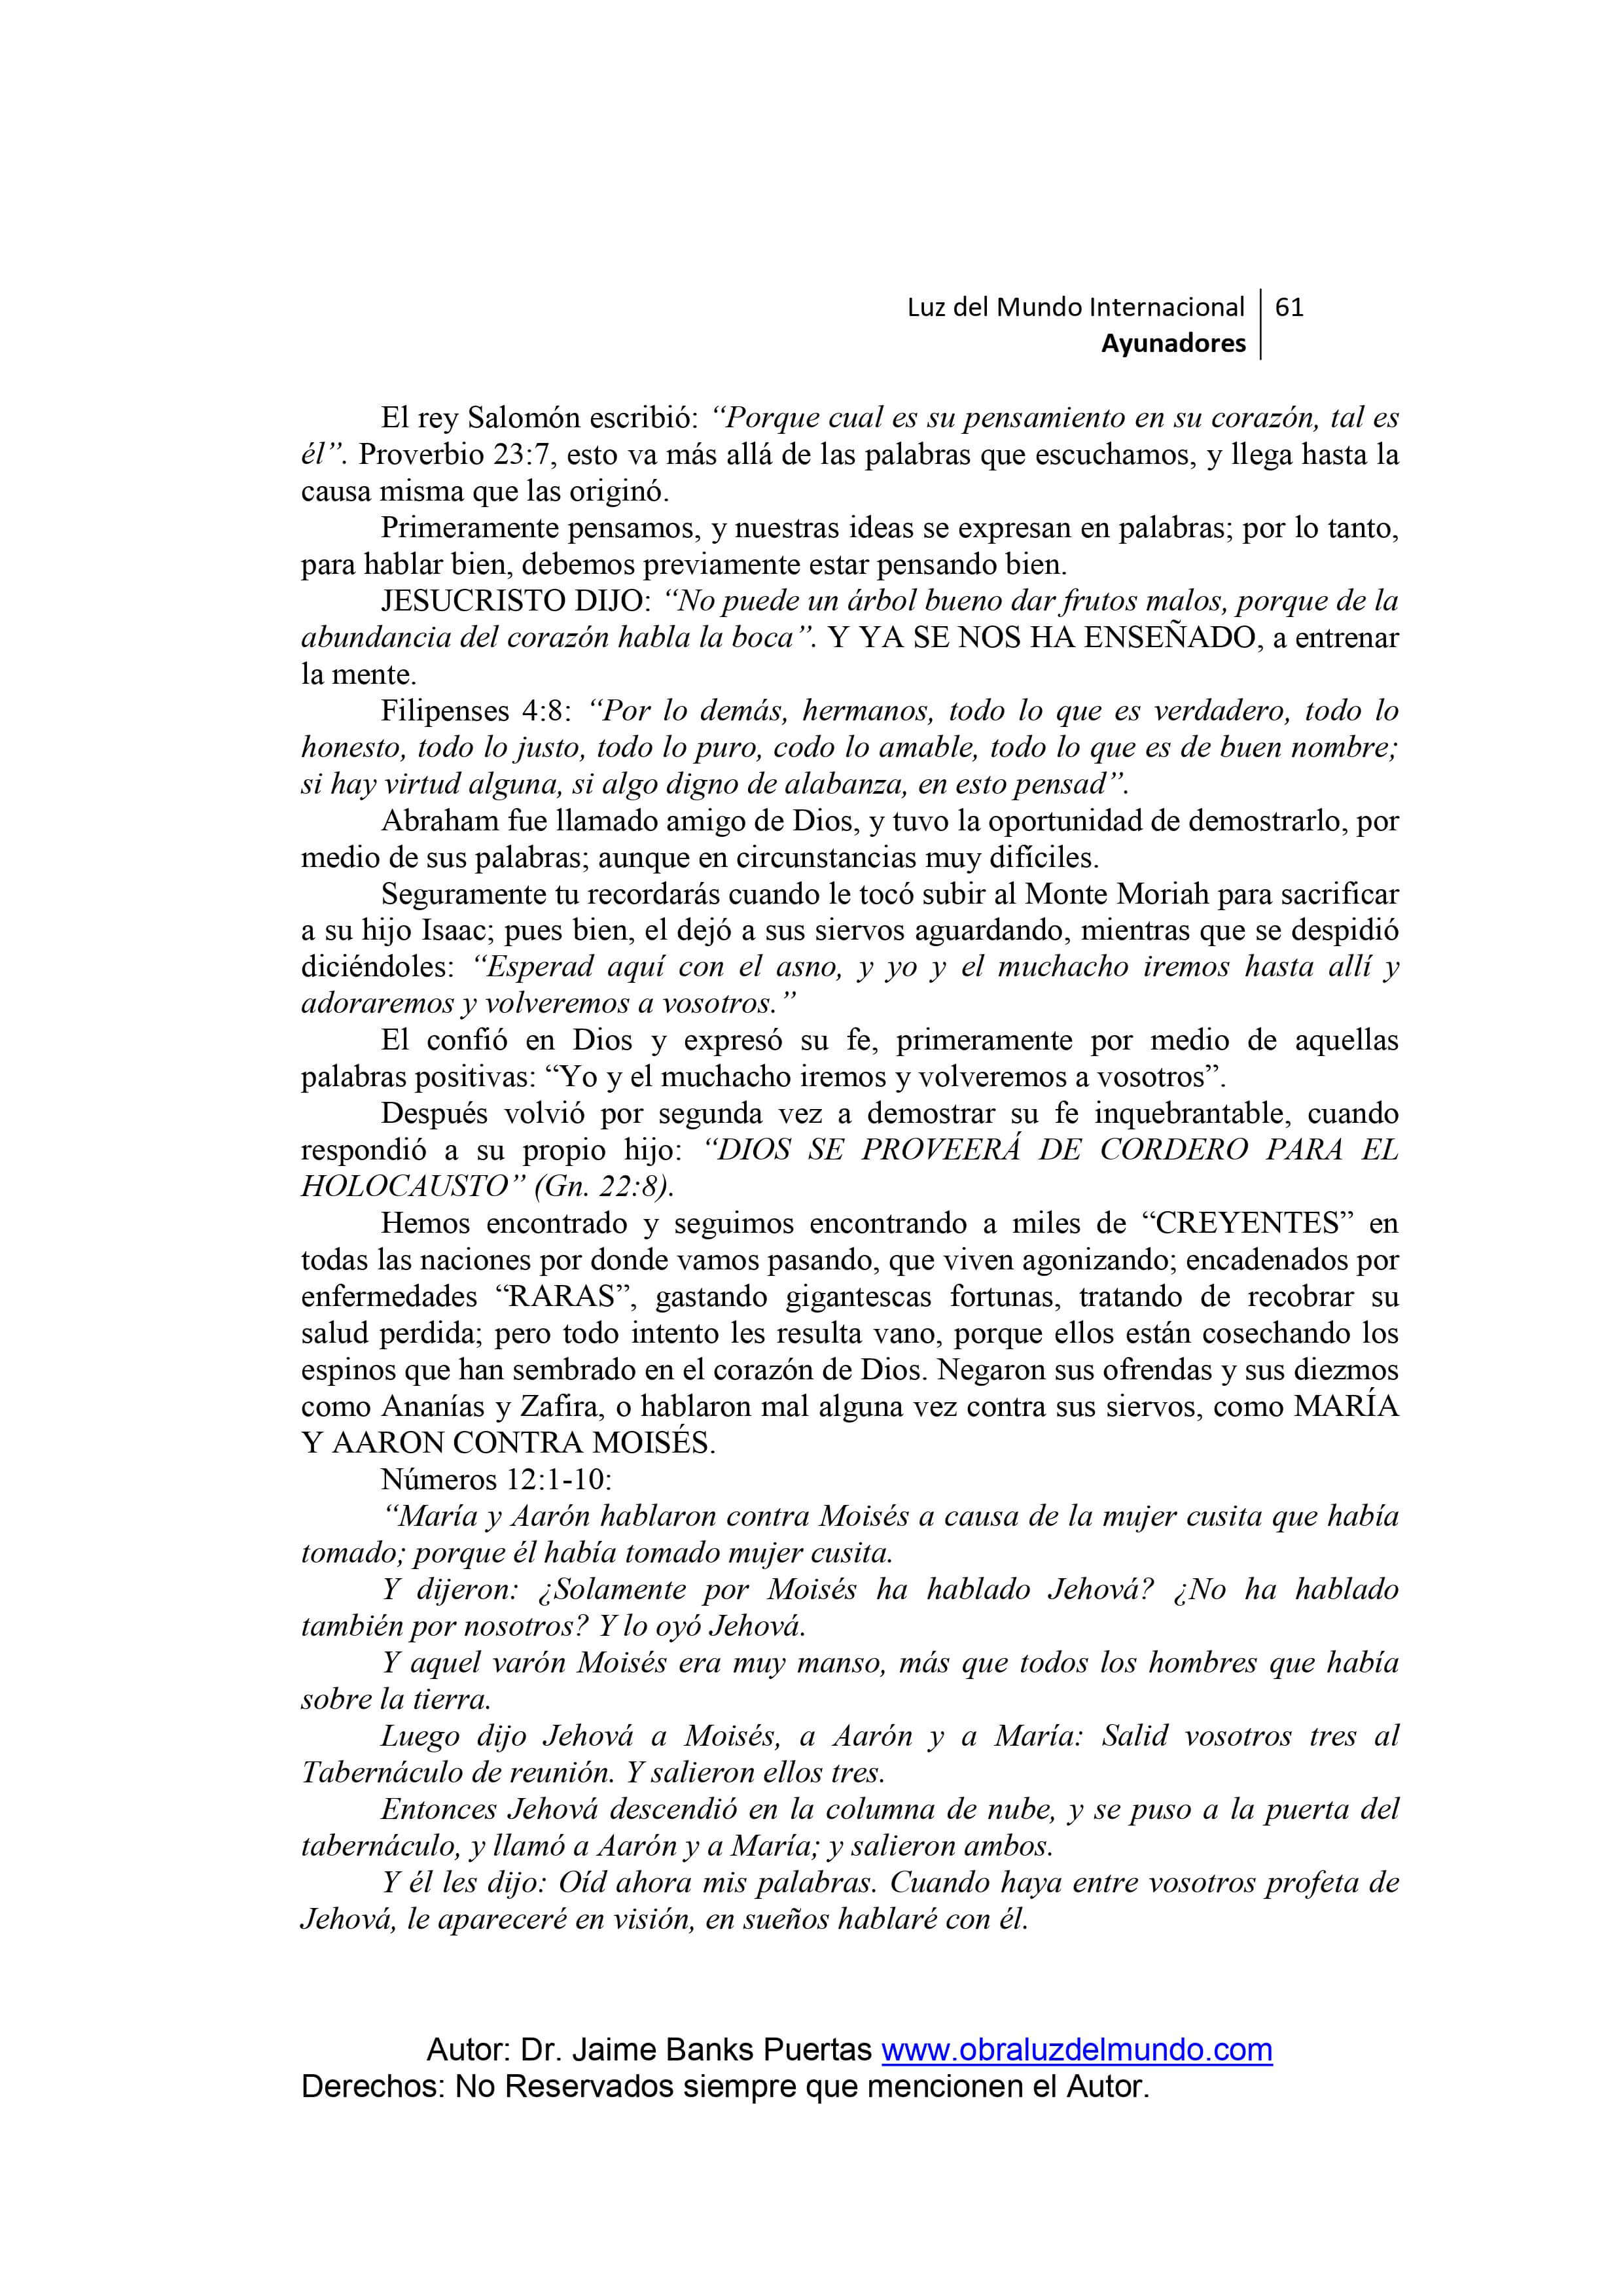 Luz del Mundo Internacional 61
Ayunadores
El rey Salomón escribió: “Porque cual es su pensamiento en su corazón, tal es
él”. Proverbio 23:7, esto va más allá de las palabras que escuchamos, y llega hasta la
causa misma que las originó.
Primeramente pensamos, y nuestras ideas se expresan en palabras; por lo tanto,
para hablar bien, debemos previamente estar pensando bien.
JESUCRISTO DIJO: “No puede un árbol bueno dar frutos malos, porque de la
abundancia del corazón habla la boca”. Y YA SE NOS HA ENSEÑADO, a entrenar
la mente.
Filipenses 4:8: “Por lo demás, hermanos, todo lo que es verdadero, todo lo
honesto, todo lo justo, todo lo puro, codo lo amable, todo lo que es de buen nombre;
si hay virtud alguna, si algo digno de alabanza, en esto pensad”.
Abraham fue llamado amigo de Dios, y tuvo la oportunidad de demostrarlo, por
medio de sus palabras; aunque en circunstancias muy difíciles.
Seguramente tu recordarás cuando le tocó subir al Monte Moriah para sacrificar
a su hijo Isaac; pues bien, el dejó a sus siervos aguardando, mientras que se despidió
diciéndoles: “Esperad aquí con el asno, y yo y el muchacho iremos hasta allí y
adoraremos y volveremos a vosotros.”
El confió en Dios y expresó su fe, primeramente por medio de aquellas
palabras positivas: “Yo y el muchacho iremos y volveremos a vosotros”.
Después volvió por segunda vez a demostrar su fe inquebrantable, cuando
respondió a su propio hijo: “DIOS SE PROVEERÁ DE CORDERO PARA EL
HOLOCAUSTO” (Gn. 22:8).
Hemos encontrado y seguimos encontrando a miles de “CREYENTES” en
todas las naciones por donde vamos pasando, que viven agonizando; encadenados por
enfermedades “RARAS”, gastando gigantescas fortunas, tratando de recobrar su
salud perdida; pero todo intento les resulta vano, porque ellos están cosechando los
espinos que han sembrado en el corazón de Dios. Negaron sus ofrendas y sus diezmos
como Ananías y Zafira, o hablaron mal alguna vez contra sus siervos, como MARÍA
Y AARON CONTRA MOISÉS.
Números 12:1-10:
“María y Aarón hablaron contra Moisés a causa de la mujer cusita que había
tomado; porque él había tomado mujer cusita.
Y dijeron: ¿Solamente por Moisés ha hablado Jehová? ¿No ha hablado
también por nosotros? Y lo oyó Jehová.
Y aquel varón Moisés era muy manso, más que todos los hombres que había
sobre la tierra.
Luego dijo Jehová a Moisés, a Aarón y a María: Salid vosotros tres al
Tabernáculo de reunión. Y salieron ellos tres.
Entonces Jehová descendió en la columna de nube, y se puso a la puerta del
tabernáculo, y llamó a Aarón y a María; y salieron ambos.
Y él les dijo: Oíd ahora mis palabras. Cuando haya entre vosotros profeta de
Jehová, le apareceré en visión, en sueños hablaré con él.
Autor: Dr. Jaime Banks Puertas www.obraluzdelmundo.com
Derechos: No Reservados siempre que mencionen el Autor.